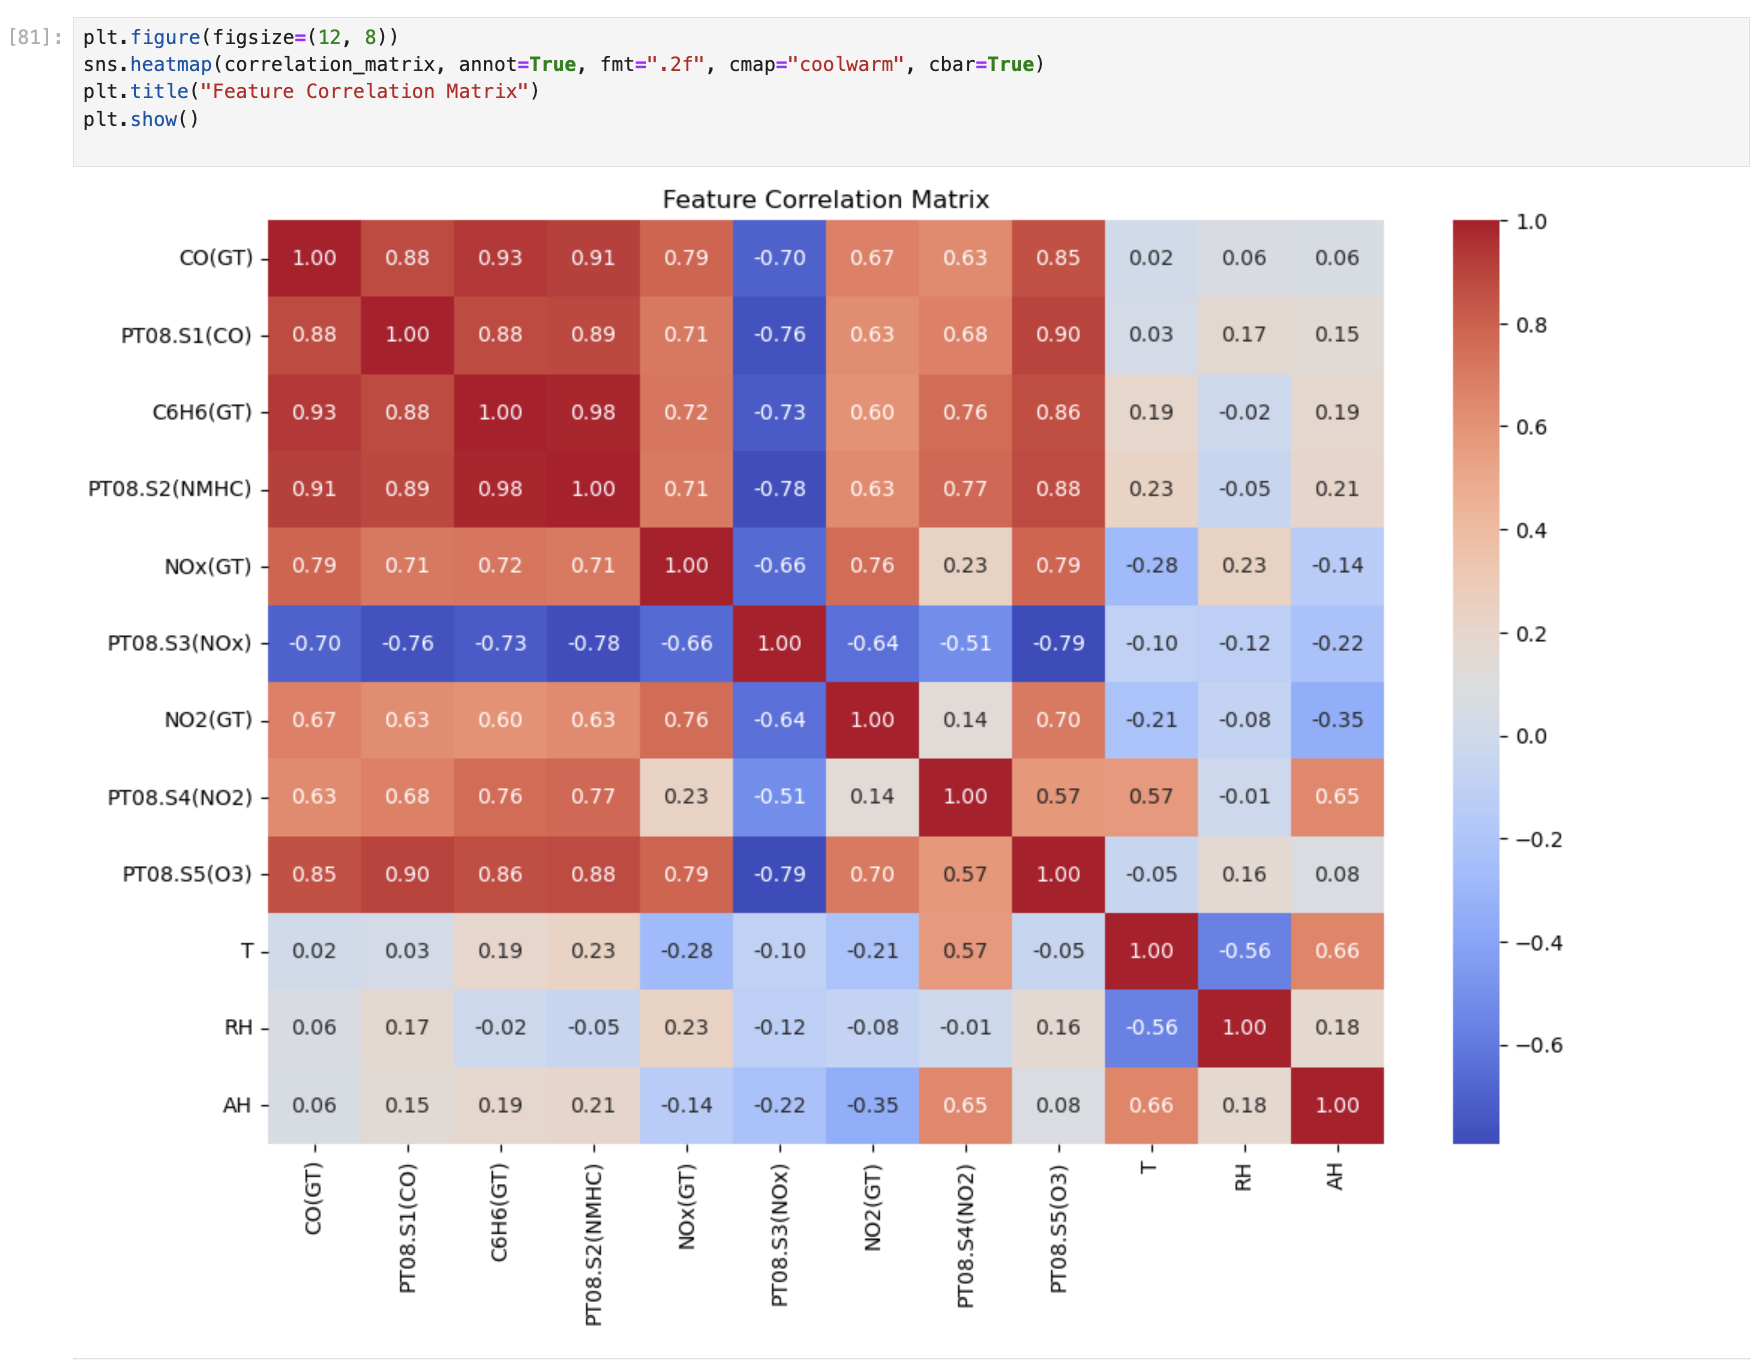 [81]:
plt.figure(figsize=(12, 8))
sns.heatmap(correlation_matrix, annot=True, fmt=".2f", cmap="coolwarm", cbar=True)
plt.title("Feature Correlation Matrix")
plt.show()
Feature Correlation Matrix
CO(GT) 1.00 0.88 0.93 0.91 0.79 -0.70 0.67 0.63 0.85 0.02 0.06 0.06
PT08.S1(CO) 0.88 1.00 0.88 0.89 0.71 -0.76 0.63 0.68 0.90 0.03 0.17 0.15
C6H6(GT) 0.93 0.88 1.00 0.98 0.72 -0.73 0.60 0.76 0.86 0.19 -0.02 0.19
PT08.S2(NMHC) 0.91 0.89 0.98 1.00 0.71 -0.78 0.63 0.77 0.88 0.23 -0.05 0.21
NOx(GT) 0.79 0.71 0.72 0.71 1.00 -0.66 0.76 0.23 0.79 -0.28 0.23 -0.14
PT08.S3(NOx) -0.70 -0.76 -0.73 -0.78 -0.66 1.00 -0.64 -0.51 -0.79 -0.10 -0.12 -0.22
NO2(GT) 0.67 0.63 0.60 0.63 0.76 -0.64 1.00 0.14 0.70 -0.21 -0.08 -0.35
PT08.S4(NO2) 0.63 0.68 0.76 0.77 0.23 -0.51 0.14 1.00 0.57 0.57 -0.01 0.65
PT08.S5(O3) 0.85 0.90 0.86 0.88 0.79 -0.79 0.70 0.57 1.00 -0.05 0.16 0.08
T 0.02 0.03 0.19 0.23 -0.28 -0.10 -0.21 0.57 -0.05 1.00 -0.56 0.66
RH 0.06 0.17 -0.02 -0.05 0.23 -0.12 -0.08 -0.01 0.16 -0.56 1.00 0.18
AH 0.06 0.15 0.19 0.21 -0.14 -0.22 -0.35 0.65 0.08 0.66 0.18 1.00
CO(GT) PT08.S1(CO) C6H6(GT) PT08.S2(NMHC) NOx(GT) PT08.S3(NOx) NO2(GT) PT08.S4(NO2) PT08.S5(O3) T RH AH
1.0
0.8
0.6
0.4
0.2
0.0
−0.2
−0.4
−0.6